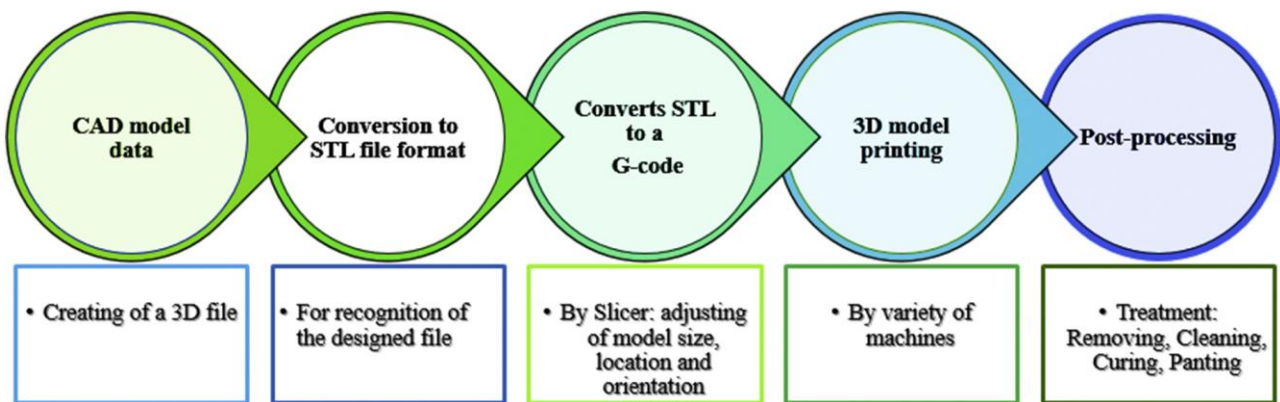 CAD model
data
Conversion to
STL file format
Converts STL
to a
G-code
3D model
printing
Post-processing
• Creating of a 3D file
• For recognition of
the designed file
• By Slicer: adjusting
of model size,
location and
orientation
• By variety of
machines
• Treatment:
Removing, Cleaning,
Curing, Panting